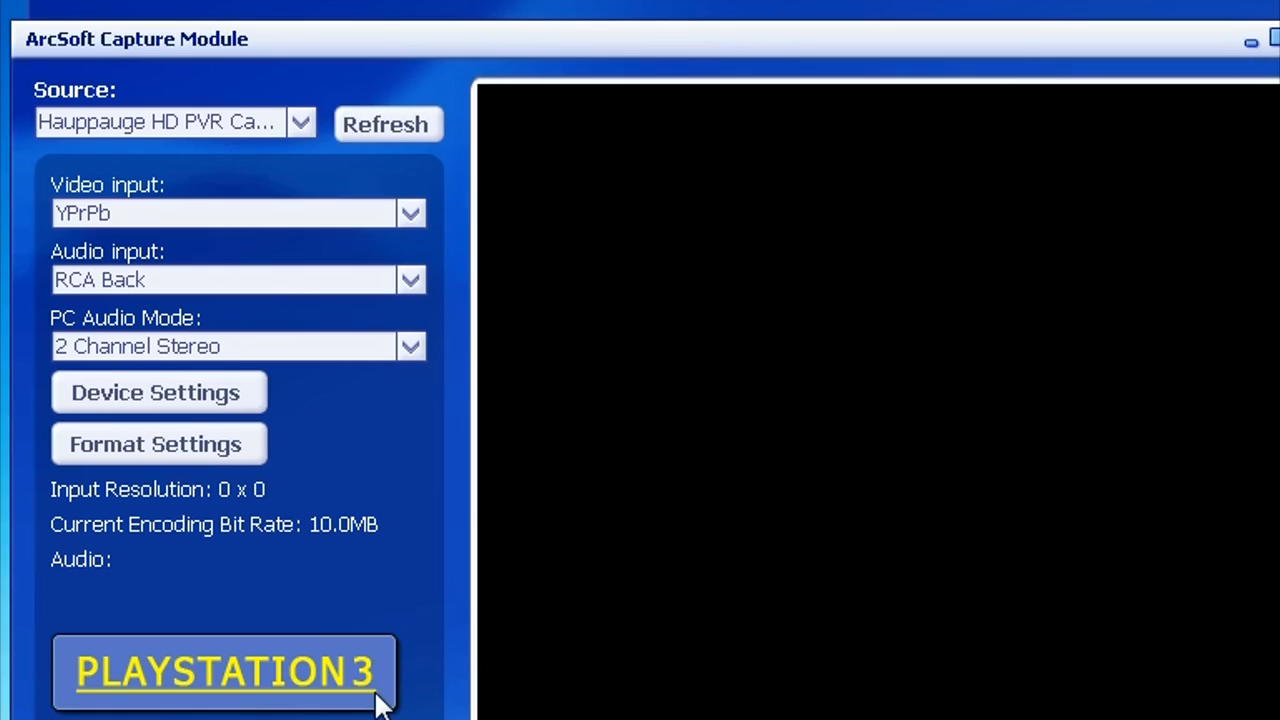 ArcSoft Capture Module
Source:
Hauppauge HD PVR Ca...
Refresh
Video input:
YPrPb
Audio input:
RCA Back
PC Audio Mode:
2 Channel Stereo
Device Settings
Format Settings
Input Resolution: 0 x 0
Current Encoding Bit Rate: 10.0MB
Audio:
PLAYSTATION 3